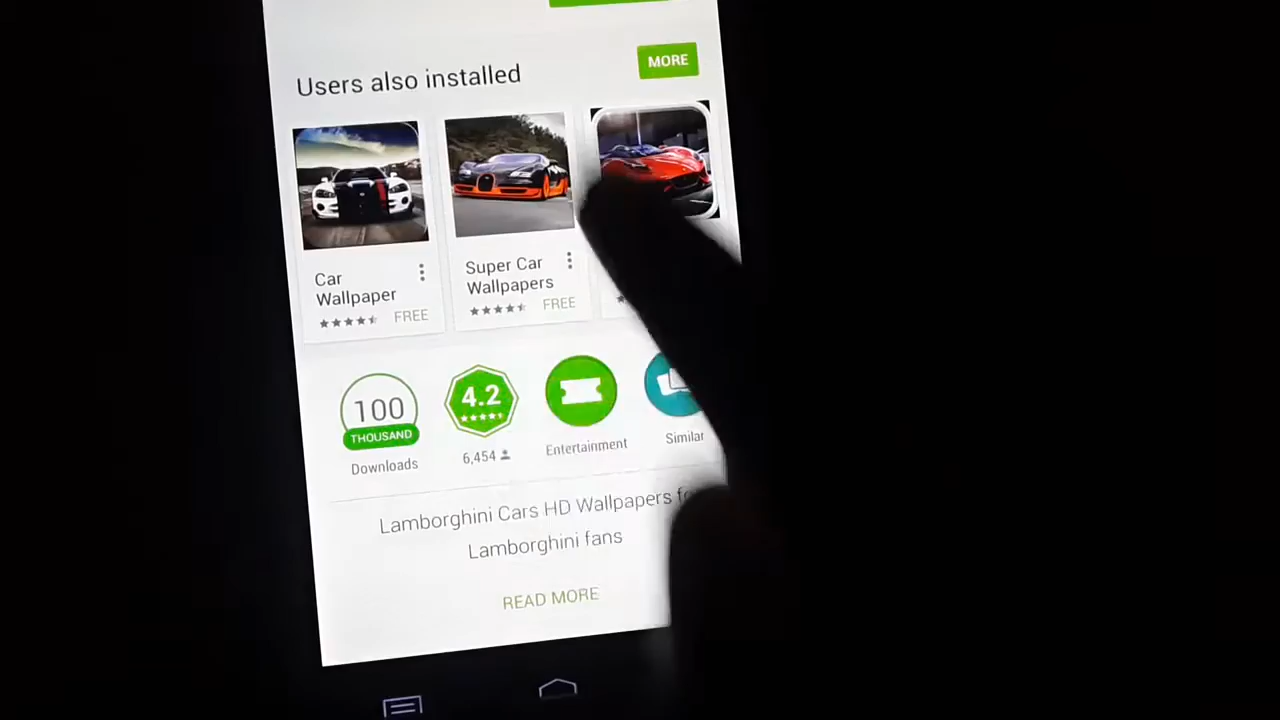 Users also installed
MORE
Car
Wallpaper
FREE
Super Car
Wallpapers
FREE
100
THOUSAND
Downloads
4.2
6,454
Entertainment
Similar
Lamborghini Cars HD Wallpapers
Lamborghini fans
READ MORE